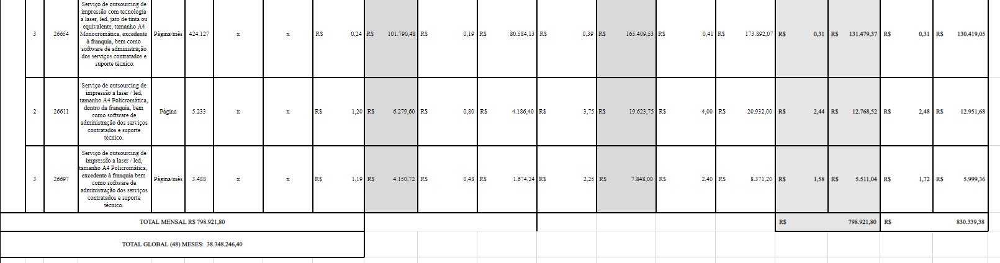 Serviço de outsourcing de
impressão com tecnologia
a laser, led, jato de tinta ou
equivalente, tamanho A4
3 26654 Monocromática, excedente Página/mês 424.127 x x R$ 0,24 R$ 101.790,48 R$ 0,19 R$ 80.584,13 R$ 0,39 R$ 165.409,53 R$ 0,41 R$ 173.892,07 R$ 0,31 R$ 131.479,37 R$ 0,31 R$ 130.419,05
à franquia, bem como
software de administração
dos serviços contratados e
suporte técnico.
Serviço de outsourcing de
impressão a laser / led,
tamanho A4 Policromática,
dentro da franquia, bem
2 26611 como software de Página 5.233 x x R$ 1,20 R$ 6.279,60 R$ 0,80 R$ 4.186,40 R$ 3,75 R$ 19.623,75 R$ 4,00 R$ 20.932,00 R$ 2,44 R$ 12.768,52 R$ 2,48 R$ 12.951,68
administração dos serviços
contratados e suporte
técnico.
Serviço de outsourcing de
impressão a laser / led,
tamanho A4 Policromática,
excedente à franquia bem
3 26697 como software de Página/mês 3.488 x x R$ 1,19 R$ 4.150,72 R$ 0,48 R$ 1.674,24 R$ 2,25 R$ 7.848,00 R$ 2,40 R$ 8.371,20 R$ 1,58 R$ 5.511,04 R$ 1,72 R$ 5.999,36
administração dos serviços
contratados e suporte
técnico.
TOTAL MENSAL R$ 798.921,80 R$ 798.921,80 R$ 830.339,38
TOTAL GLOBAL (48) MESES: 38.348.246,40